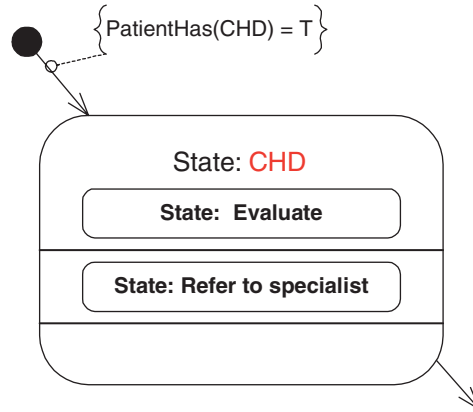 {PatientHas(CHD) = T}
State: CHD
State: Evaluate
State: Refer to specialist